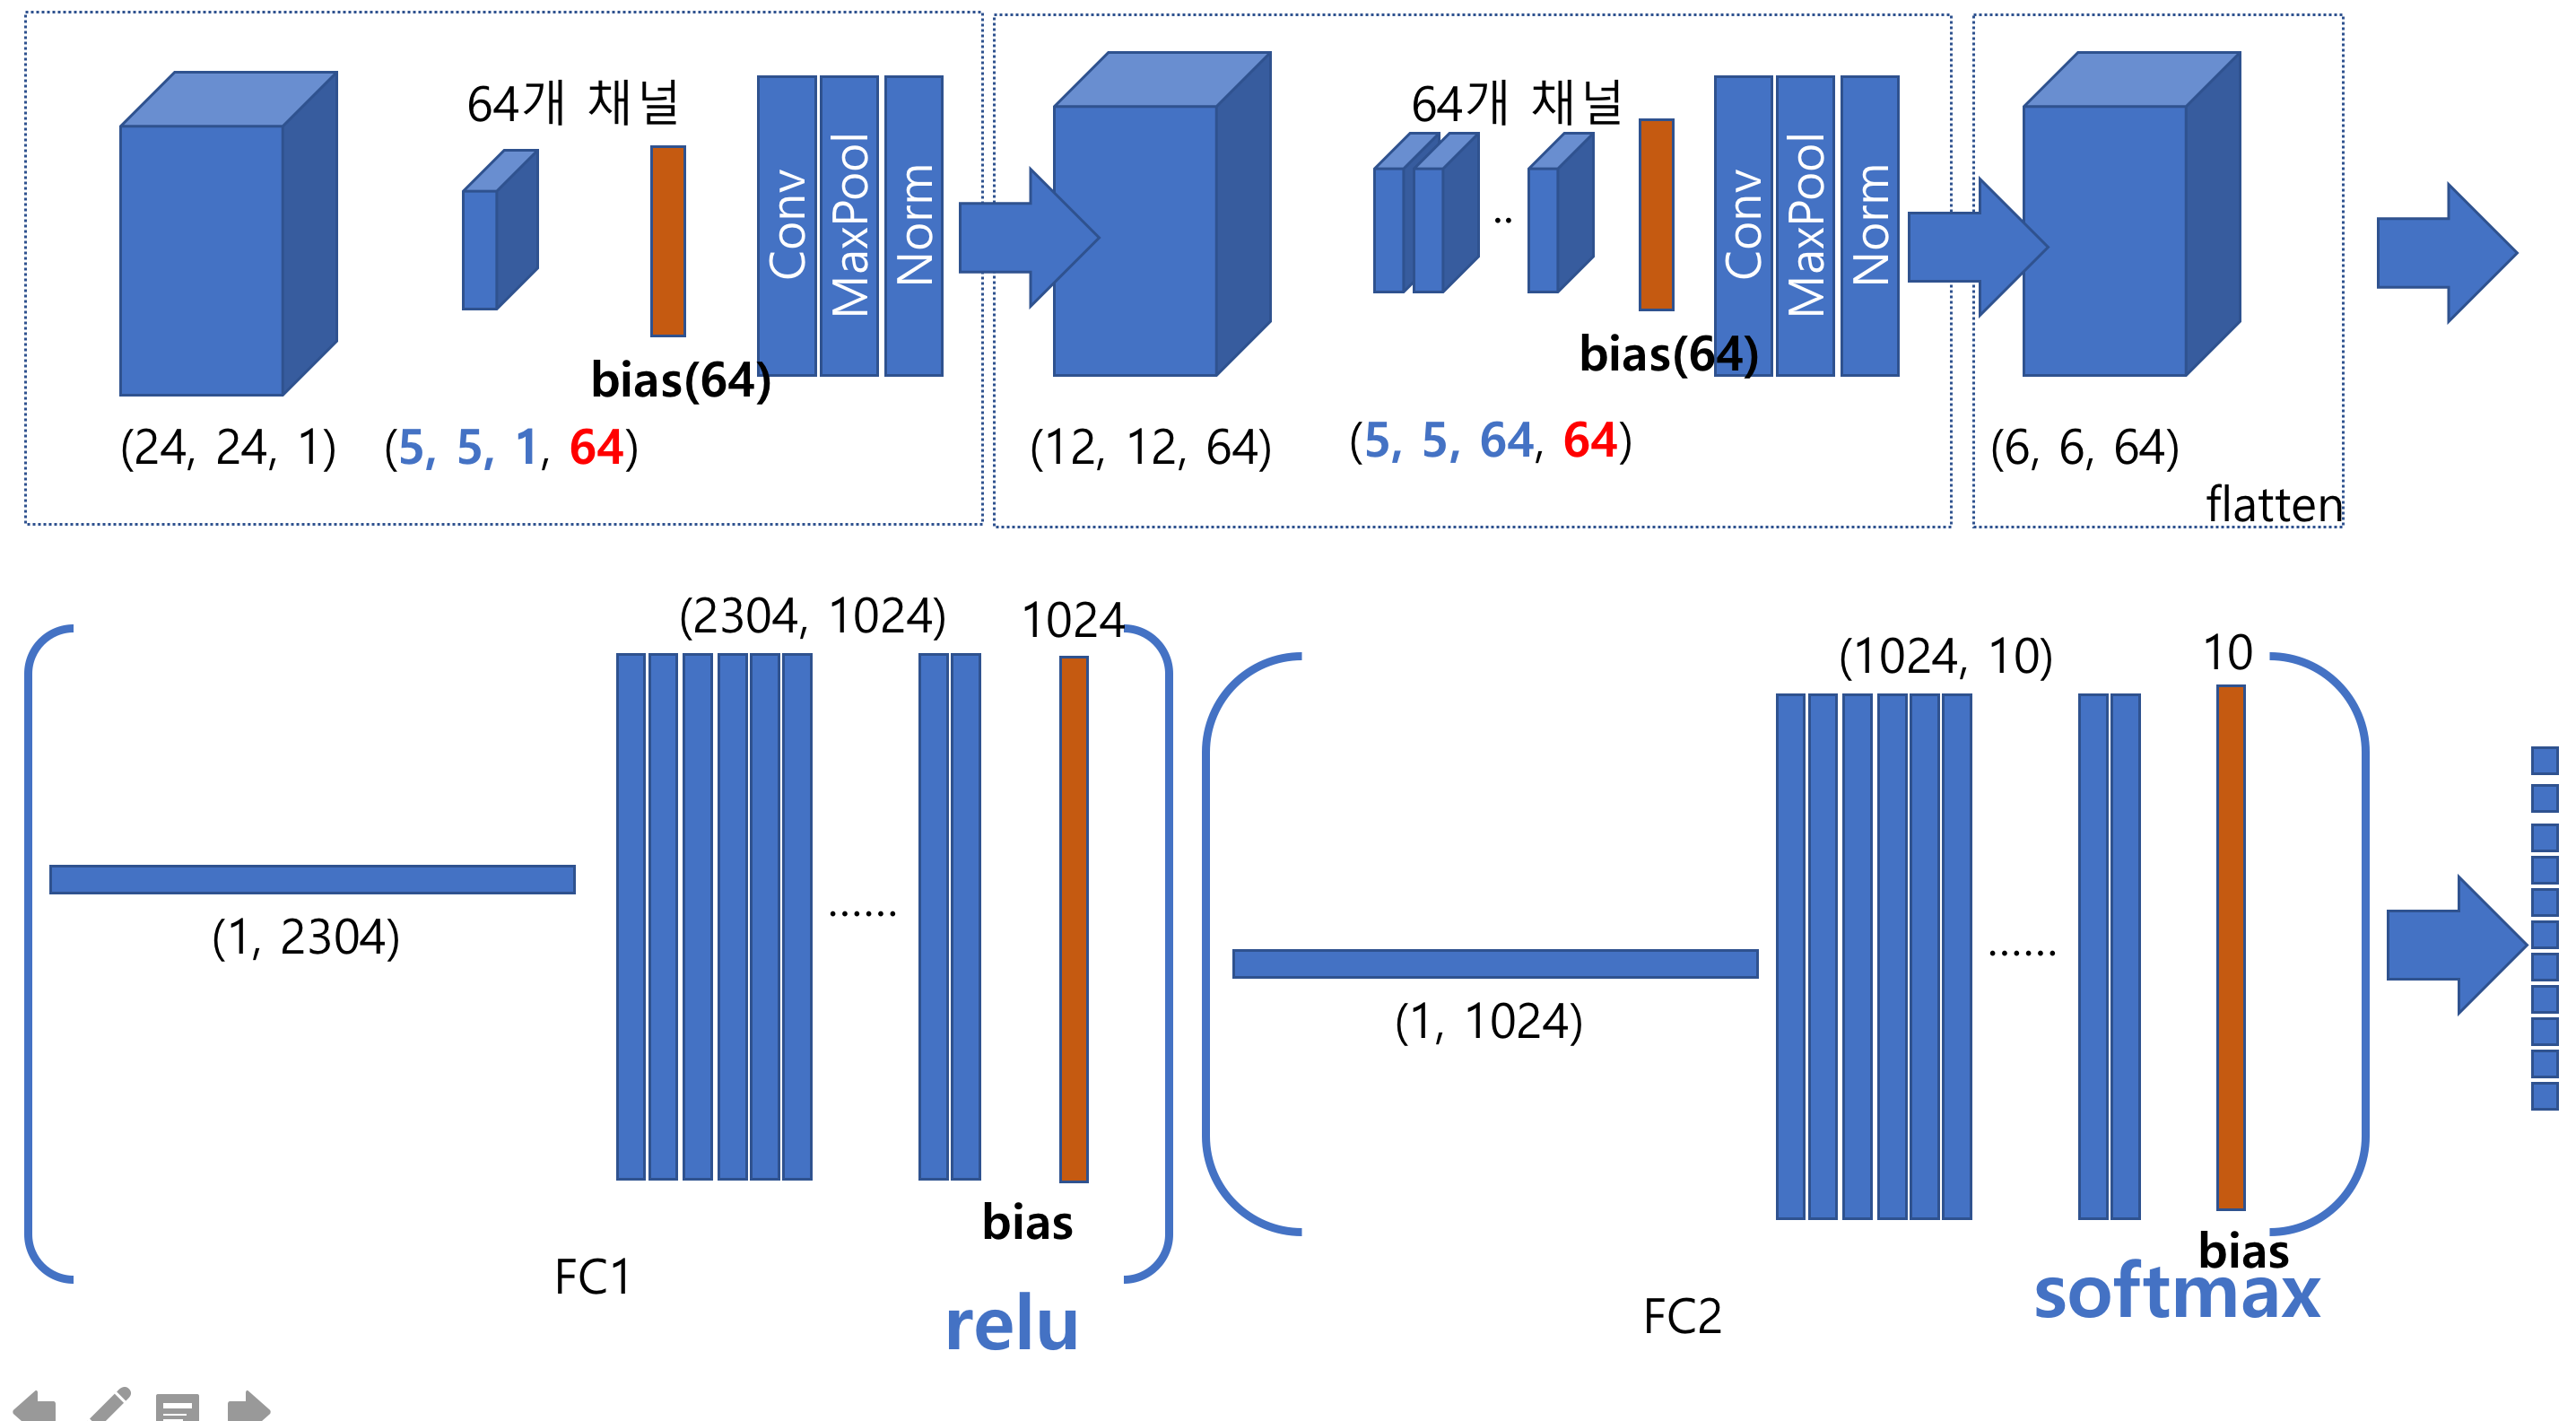 64개 채널
bias(64)
Conv
MaxPool
Norm
(24, 24, 1)
(5, 5, 1, 64)
64개 채널
..
bias(64)
Conv
MaxPool
Norm
(12, 12, 64)
(5, 5, 64, 64)
(6, 6, 64)
flatten
(2304, 1024)
1024
......
(1, 2304)
bias
FC1
relu
(1024, 10)
10
......
(1, 1024)
bias
softmax
FC2